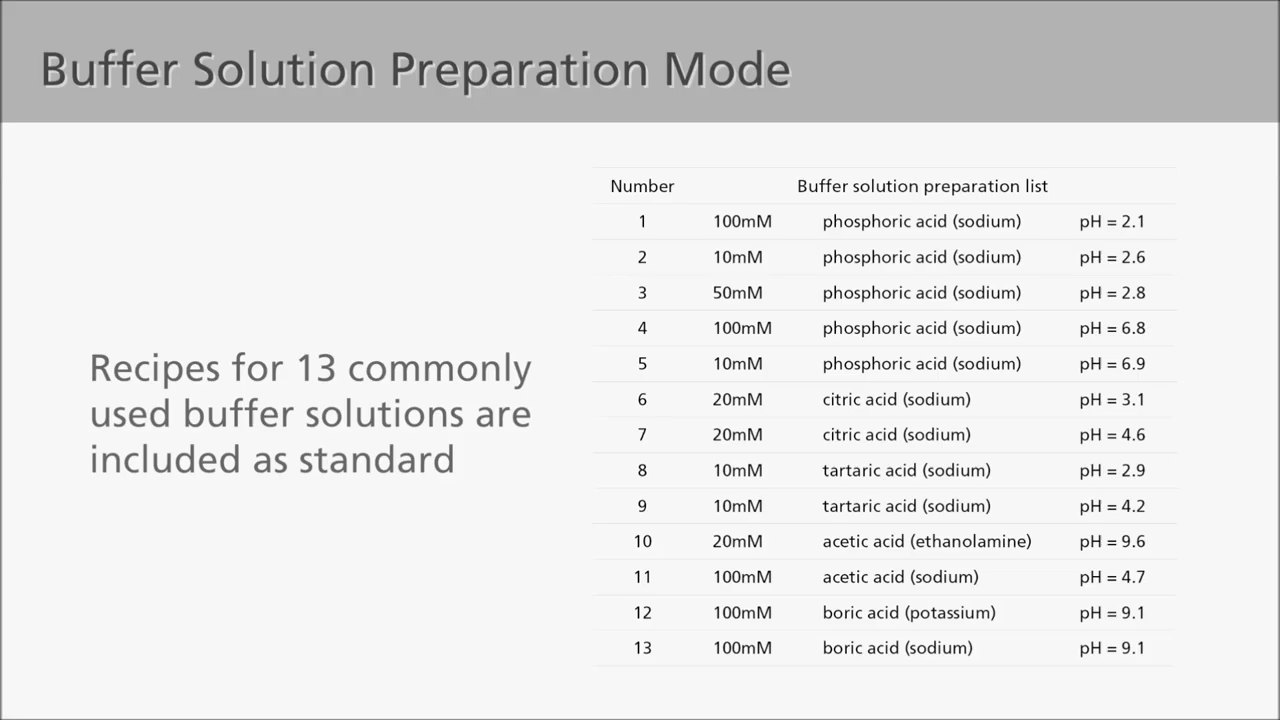 Buffer Solution Preparation Mode
Recipes for 13 commonly
used buffer solutions are
included as standard
Number Buffer solution preparation list
1 100mM phosphoric acid (sodium) pH = 2.1
2 10mM phosphoric acid (sodium) pH = 2.6
3 50mM phosphoric acid (sodium) pH = 2.8
4 100mM phosphoric acid (sodium) pH = 6.8
5 10mM phosphoric acid (sodium) pH = 6.9
6 20mM citric acid (sodium) pH = 3.1
7 20mM citric acid (sodium) pH = 4.6
8 10mM tartaric acid (sodium) pH = 2.9
9 10mM tartaric acid (sodium) pH = 4.2
10 20mM acetic acid (ethanolamine) pH = 9.6
11 100mM acetic acid (sodium) pH = 4.7
12 100mM boric acid (potassium) pH = 9.1
13 100mM boric acid (sodium) pH = 9.1